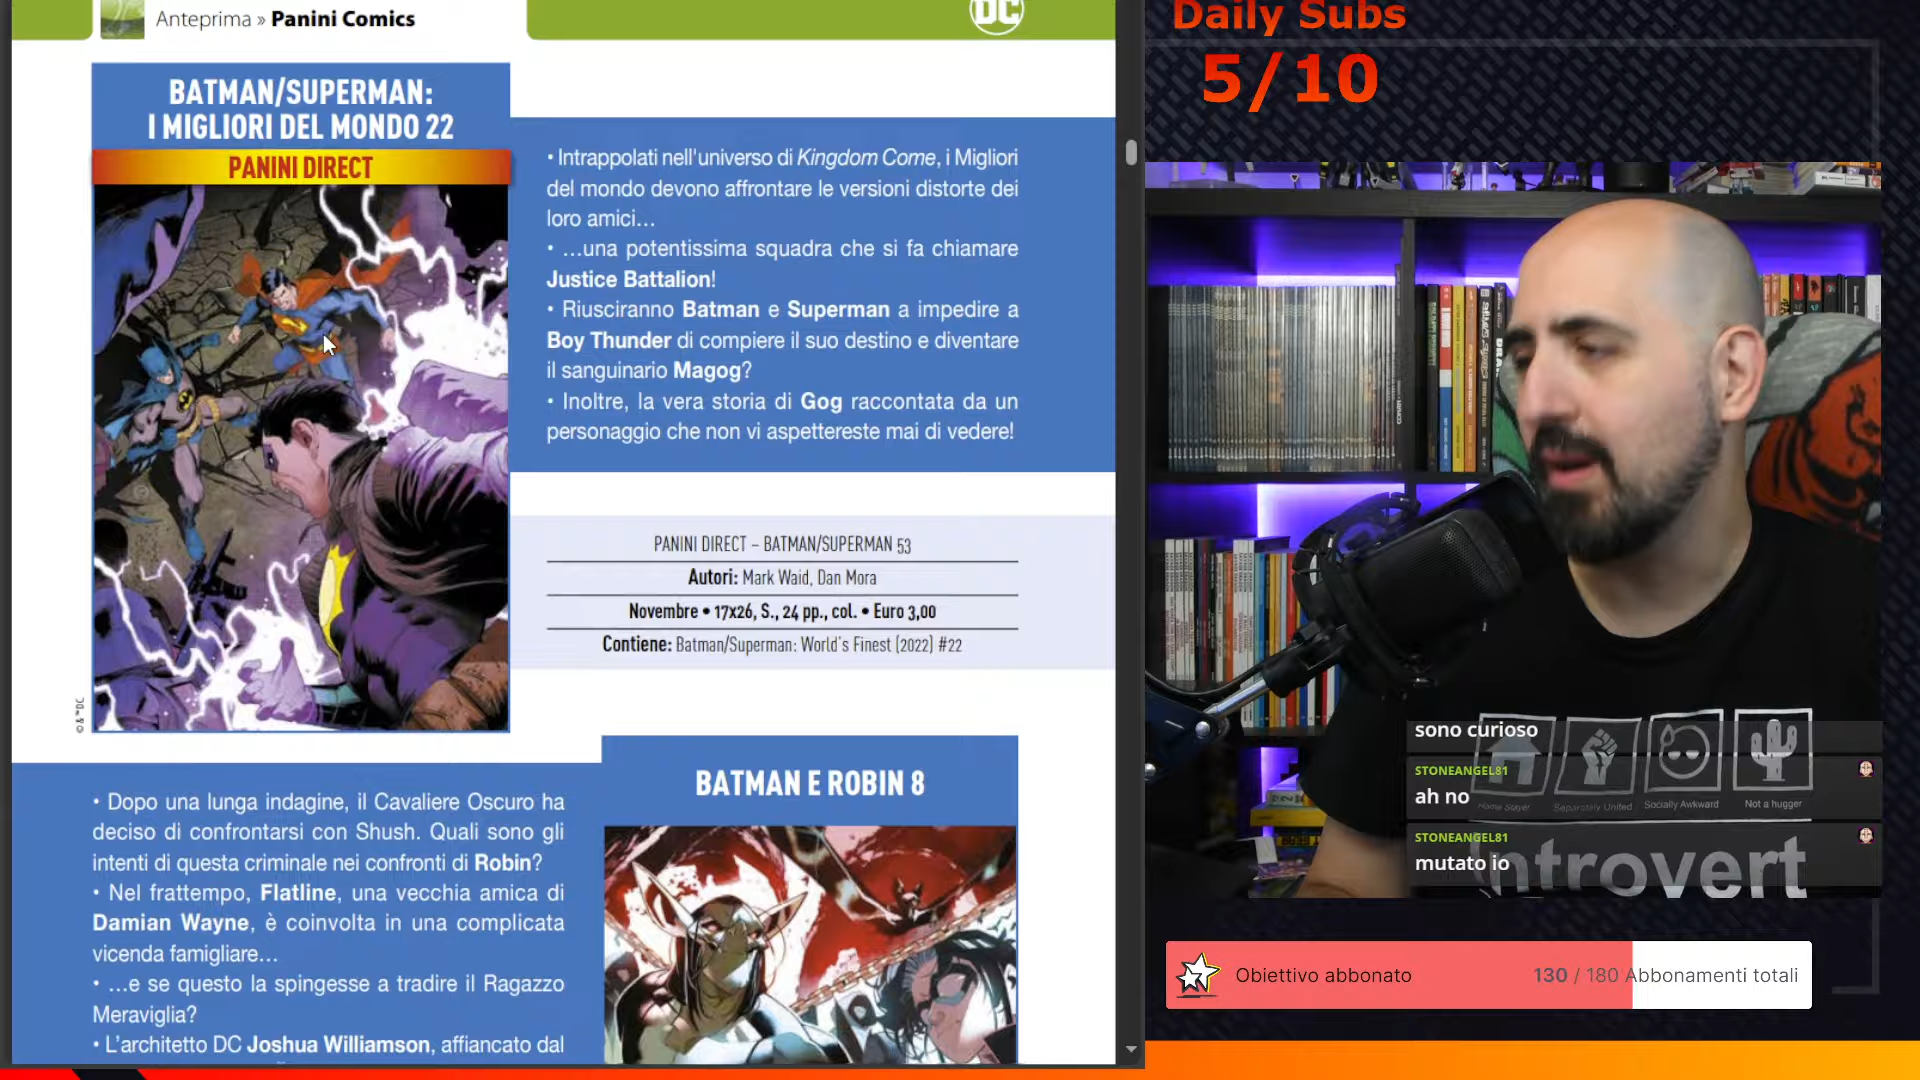 Anteprima » Panini Comics
DC
BATMAN/SUPERMAN:
I MIGLIORI DEL MONDO 22
PANINI DIRECT
• Intrappolati nell'universo di Kingdom Come, i Migliori
del mondo devono affrontare le versioni distorte dei
loro amici…
• …una potentissima squadra che si fa chiamare
Justice Battalion!
• Riusciranno Batman e Superman a impedire a
Boy Thunder di compiere il suo destino e diventare
il sanguinario Magog?
• Inoltre, la vera storia di Gog raccontata da un
personaggio che non vi aspettereste mai di vedere!
PANINI DIRECT – BATMAN/SUPERMAN 53
Autori: Mark Waid, Dan Mora
Novembre • 17x26, S., 24 pp., col. • Euro 3,00
Contiene: Batman/Superman: World's Finest (2022) #22
• Dopo una lunga indagine, il Cavaliere Oscuro ha
deciso di confrontarsi con Shush. Quali sono gli
intenti di questa criminale nei confronti di Robin?
• Nel frattempo, Flatline, una vecchia amica di
Damian Wayne, è coinvolta in una complicata
vicenda famigliare…
• …e se questo la spingesse a tradire il Ragazzo
Meraviglia?
• L'architetto DC Joshua Williamson, affiancato dal
BATMAN E ROBIN 8
Daily Subs
5/10
sono curioso
STONEANGEL81
ah no
STONEANGEL81
mutato io
Home Stayer
Separately United
Socially Awkward
Not a hugger
Introvert
Obiettivo abbonato
130 / 180 Abbonamenti totali